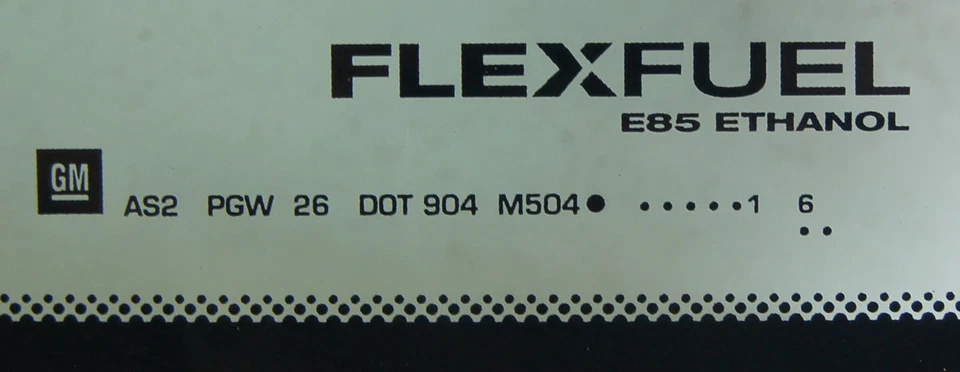 FLEXFUEL
E85 ETHANOL
GM
AS2 PGW 26 DOT 904 M504● • • • • •1 6
• •